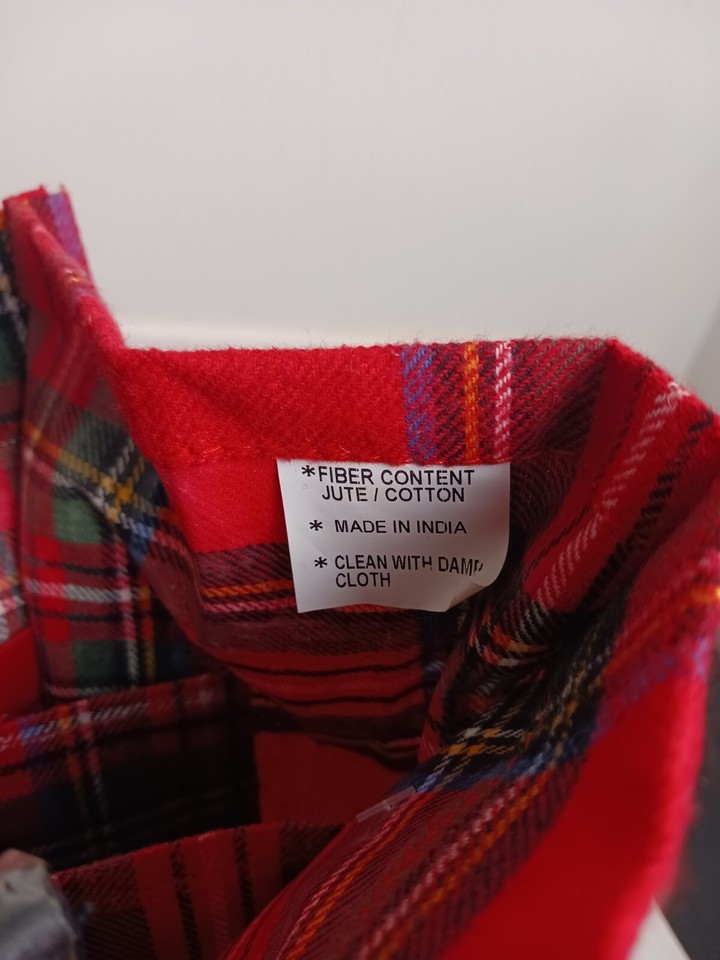 *FIBER CONTENT
JUTE / COTTON
* MADE IN INDIA
* CLEAN WITH DAMP
CLOTH